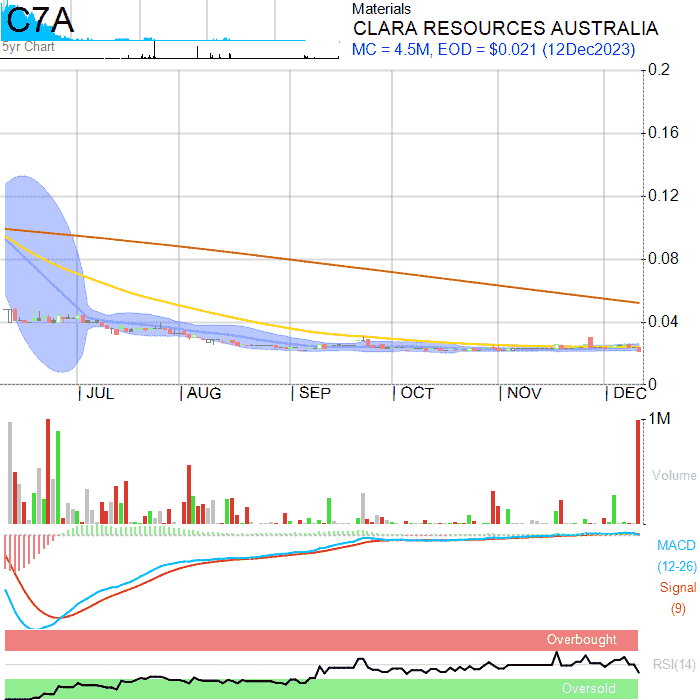 C7A
Materials
CLARA RESOURCES AUSTRALIA
5yr Chart
MC = 4.5M, EOD = $0.021 (12Dec2023)
0.2
0.16
0.12
0.08
0.04
0
JUL AUG SEP OCT NOV DEC
1M
Volume
MACD
(12-26)
Signal
(9)
Overbought
RSI(14)
Oversold